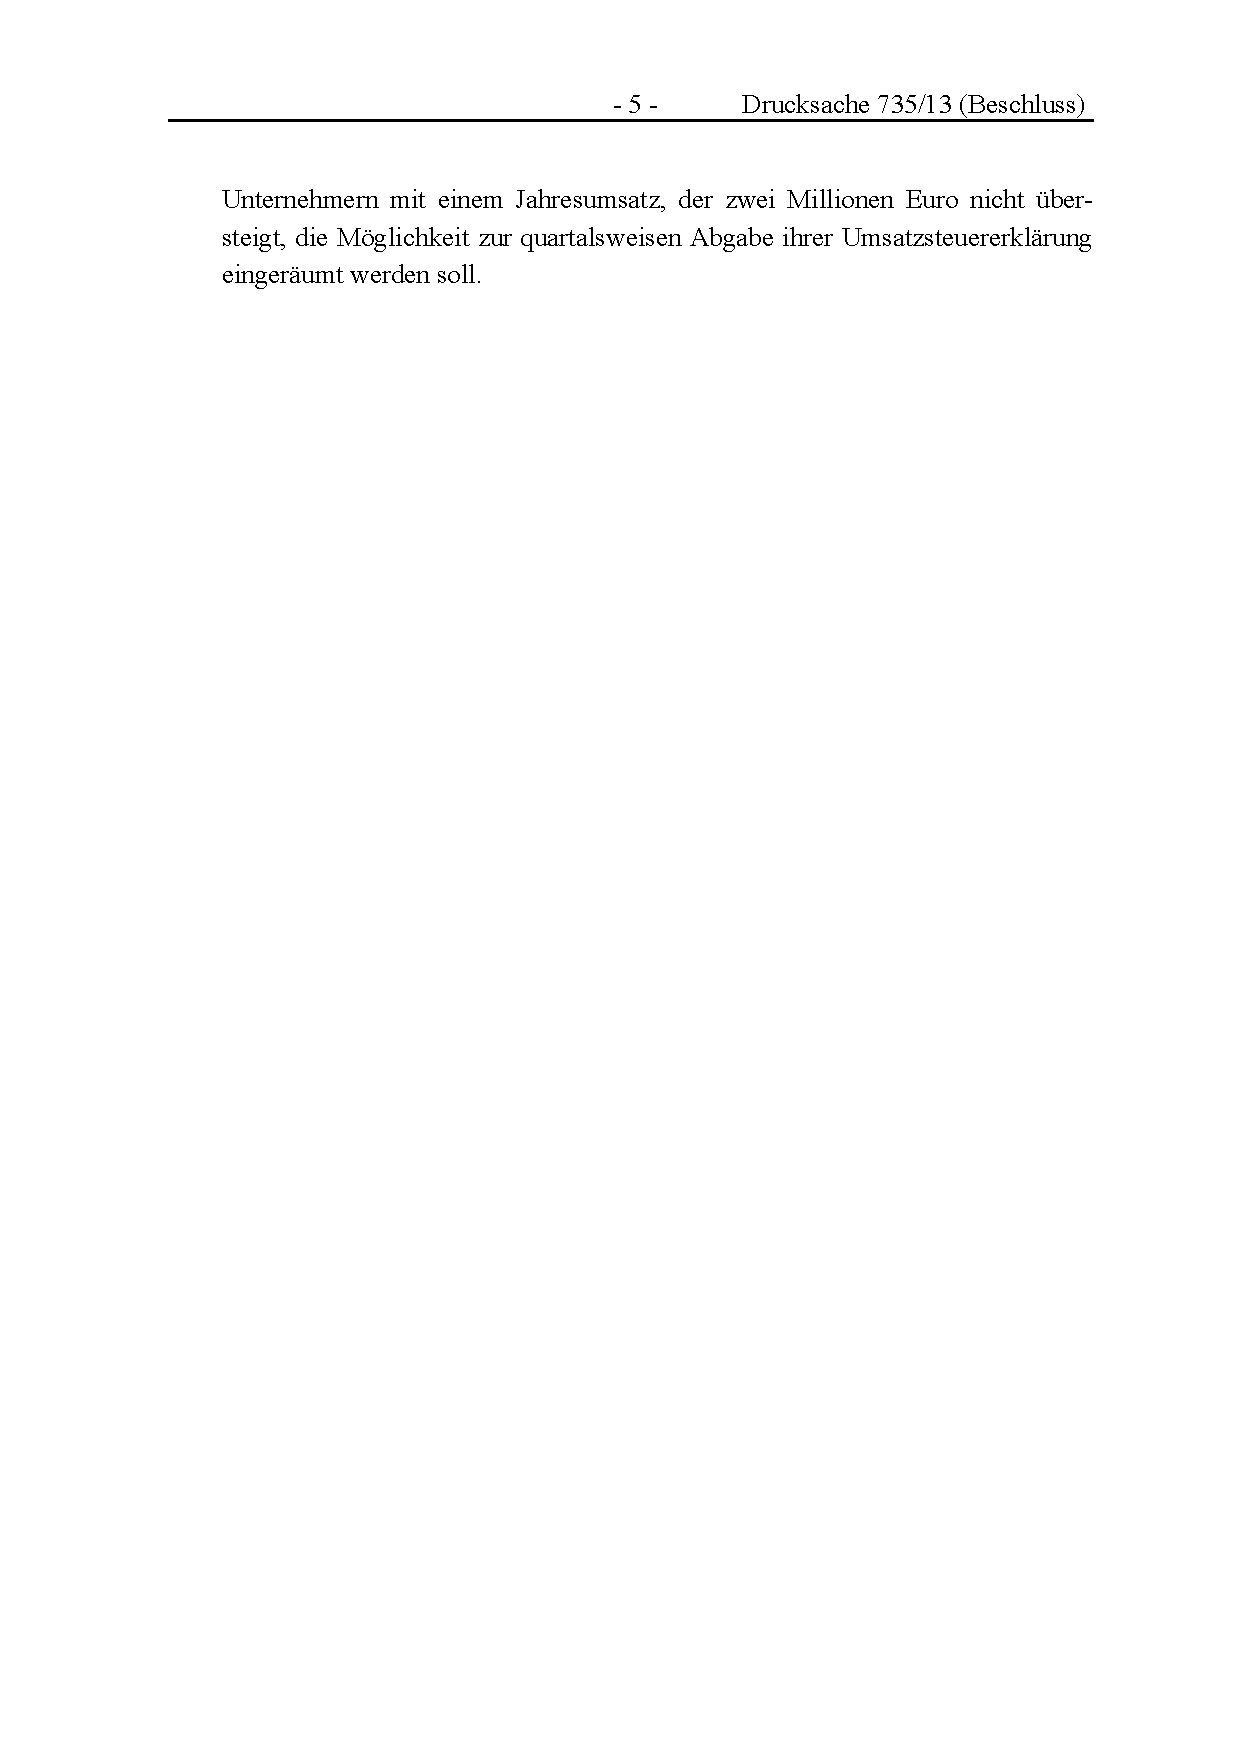 - 5 - Drucksache 735/13 (Beschluss)
Unternehmern mit einem Jahresumsatz, der zwei Millionen Euro nicht über-
steigt, die Möglichkeit zur quartalsweisen Abgabe ihrer Umsatzsteuererklärung
eingeräumt werden soll.